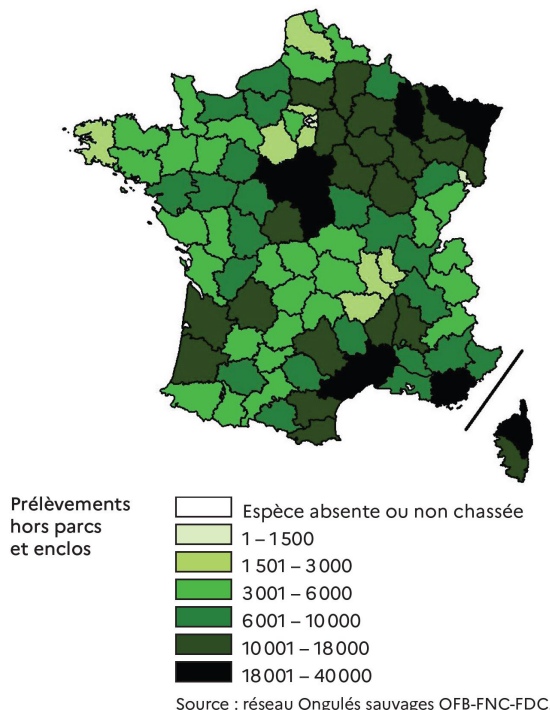 Prélèvements
hors parcs
et enclos
Espèce absente ou non chassée
1 – 1 500
1 501 – 3 000
3 001 – 6 000
6 001 – 10 000
10 001 – 18 000
18 001 – 40 000
Source : réseau Ongulés sauvages OFB-FNC-FDC